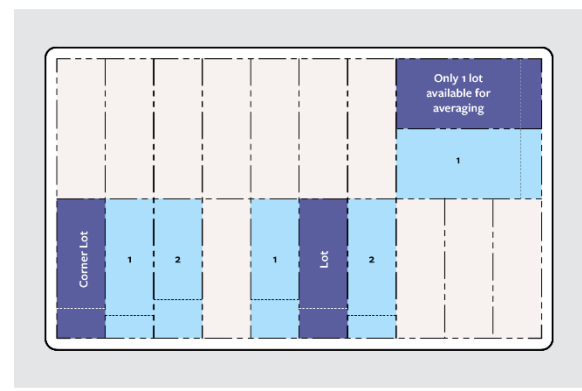 Only 1 lot
available for
averaging
1
Corner Lot
1
2
1
Lot
2